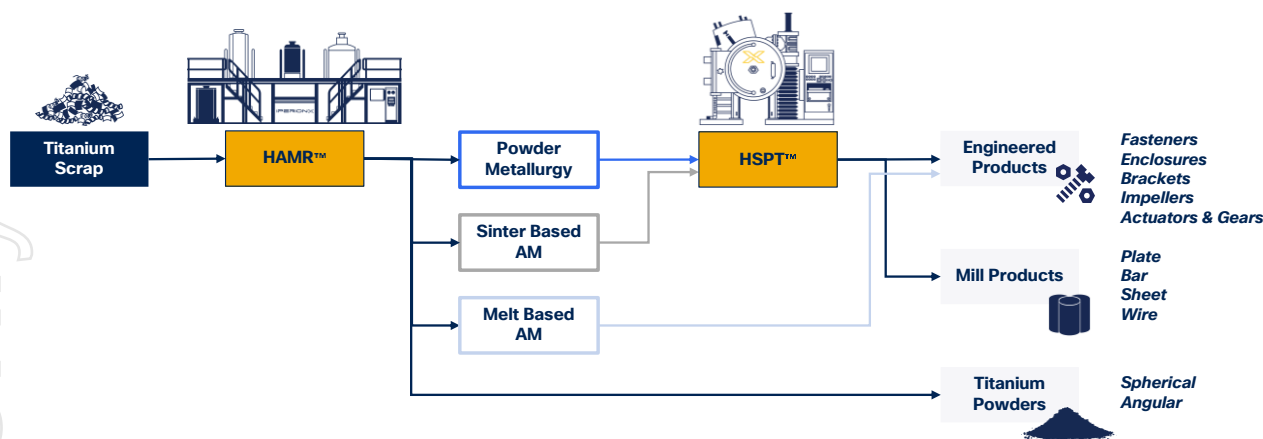 IPERIONX
Titanium
Scrap
HAMR™
Powder
Metallurgy
HSPT™
Engineered
Products
Fasteners
Enclosures
Brackets
Impellers
Actuators & Gears
Sinter Based
AM
Mill Products
Plate
Bar
Sheet
Wire
Melt Based
AM
Titanium
Powders
Spherical
Angular